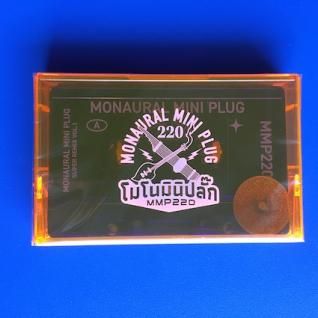 MONAURAL MINI PLUG
A
MONAURAL MINI PLUG
220
โมโนมินิปลั๊ก
MMP220
MONAURAL MINI PLUG
SUPER REMIX VOL.1
MMP220